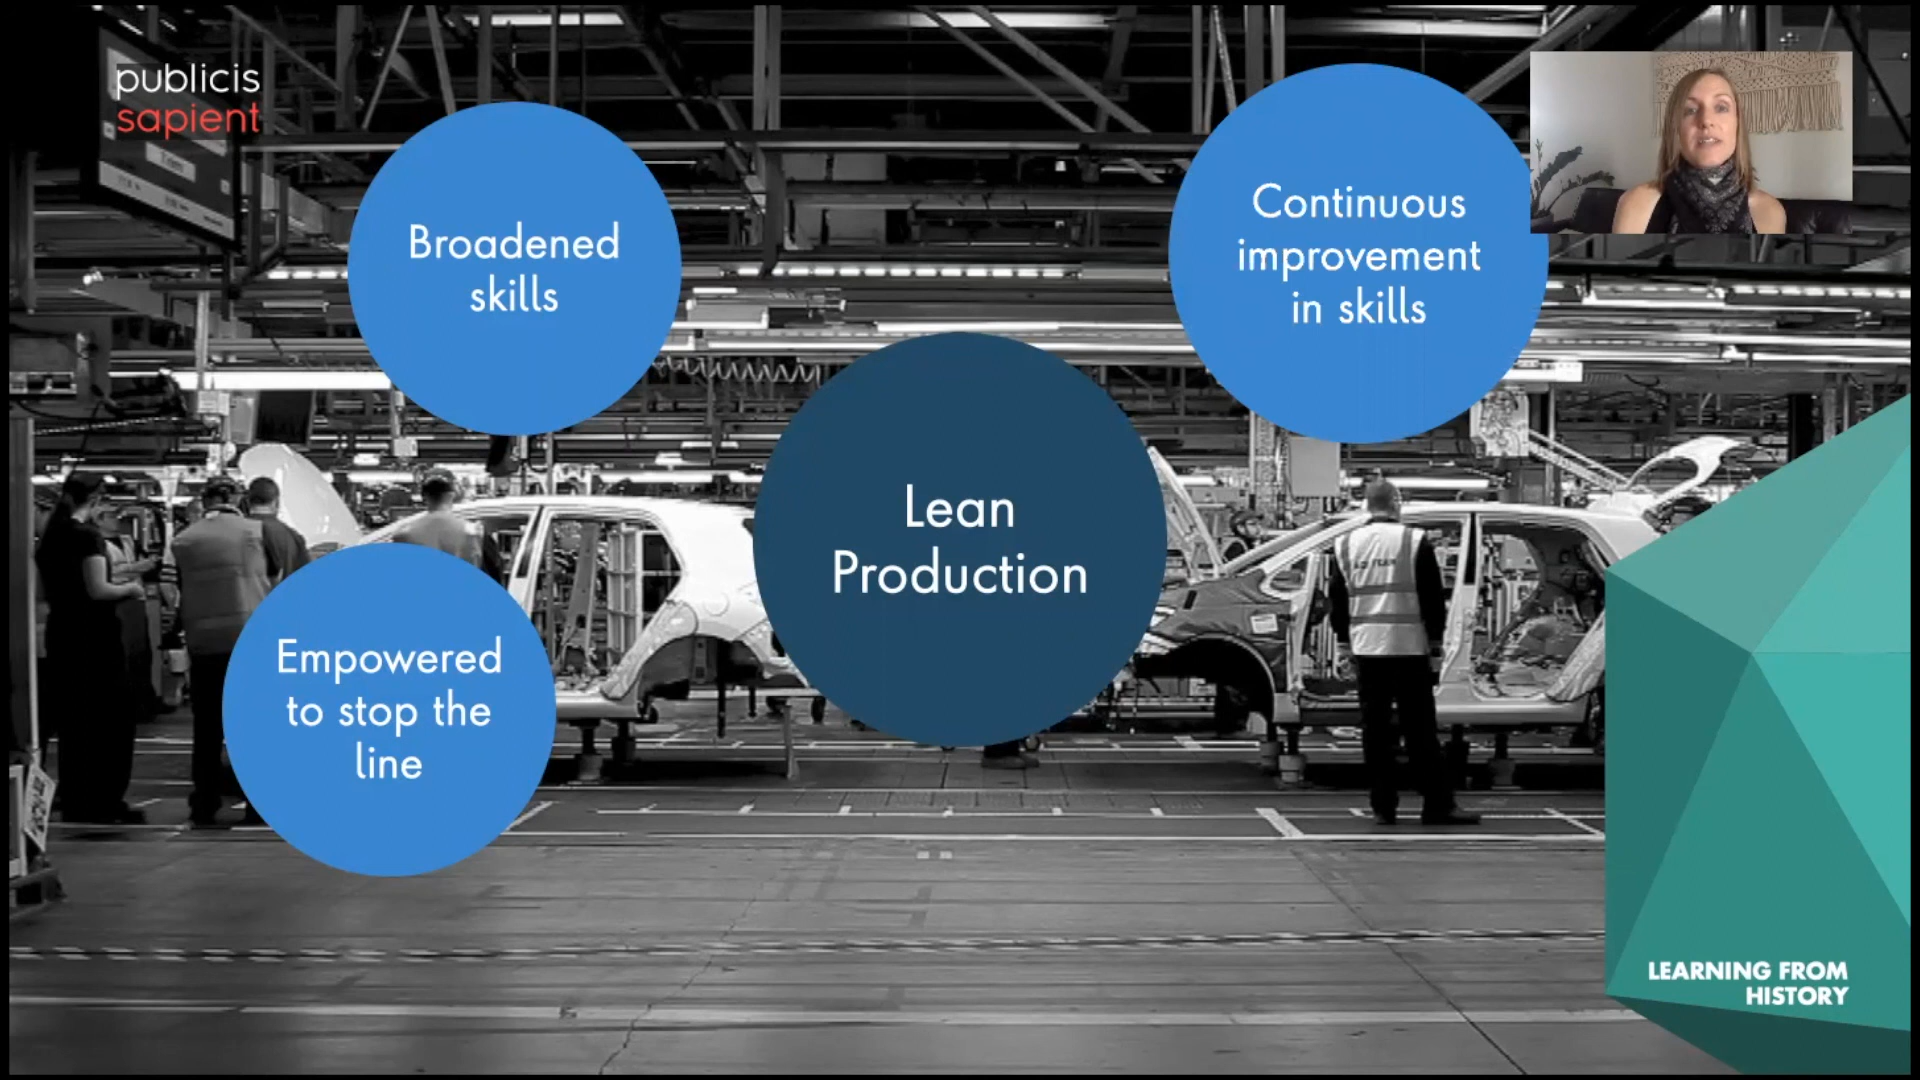 publicis
sapient
Broadened
skills
Continuous
improvement
in skills
Lean
Production
Empowered
to stop the
line
LEARNING FROM
HISTORY